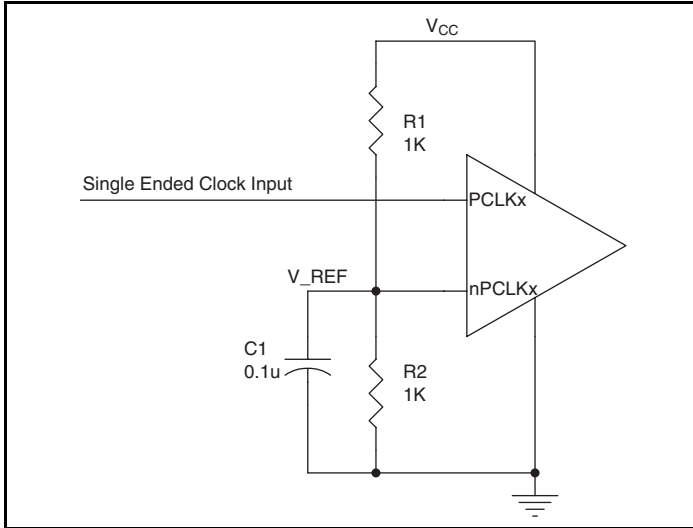 V_CC
R1
1K
Single Ended Clock Input
PCLKx
V_REF
nPCLKx
C1
0.1u
R2
1K